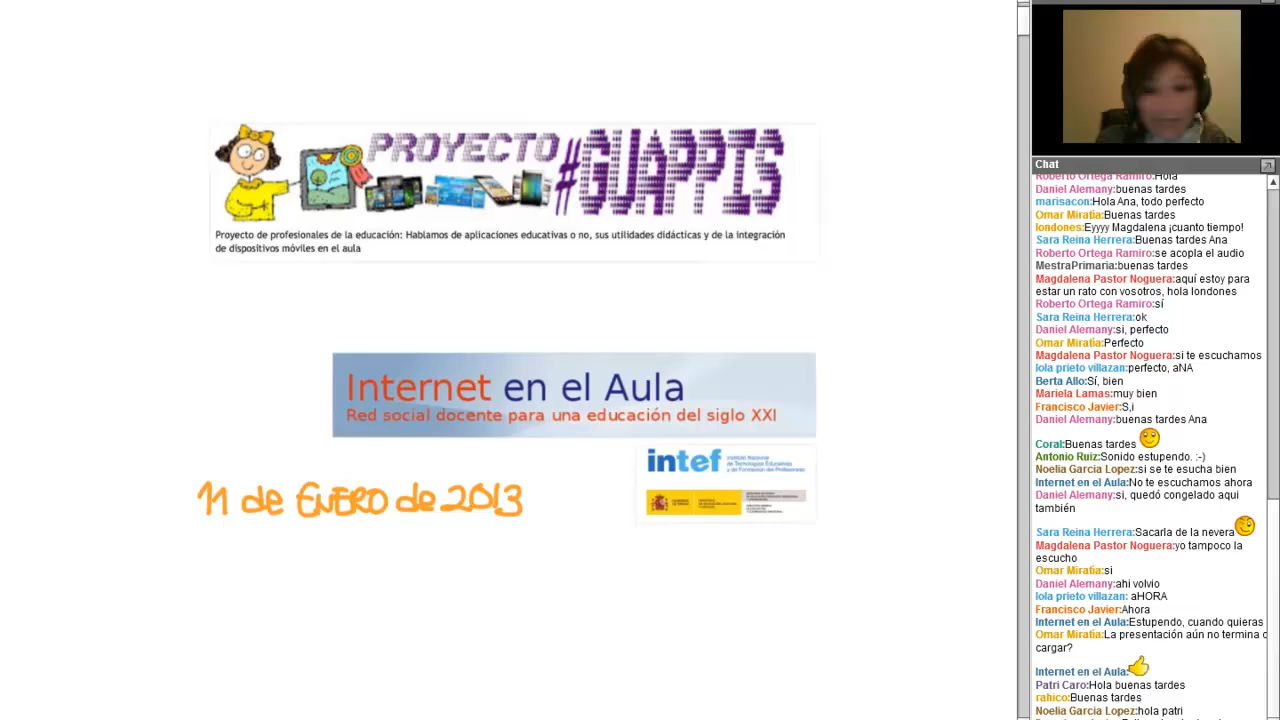 PROYECTO #GUAPPIS
Proyecto de profesionales de la educación: Hablamos de aplicaciones educativas o no, sus utilidades didácticas y de la integración
de dispositivos móviles en el aula
Internet en el Aula
Red social docente para una educación del siglo XXI
intef
11 de ENERO de 2013
Chat
Roberto Ortega Ramiro:Hola
Daniel Alemany:buenas tardes
marisacon:Hola Ana, todo perfecto
Omar Miratía:Buenas tardes
londones:Eyyyy Magdalena ¡cuanto tiempo!
Sara Reina Herrera:Buenas tardes Ana
Roberto Ortega Ramiro:se acopla el audio
MestraPrimaria:buenas tardes
Magdalena Pastor Noguera:aquí estoy para
estar un rato con vosotros, hola londones
Roberto Ortega Ramiro:sí
Sara Reina Herrera:ok
Daniel Alemany:si, perfecto
Omar Miratía:Perfecto
Magdalena Pastor Noguera:si te escuchamos
lola prieto villazan:perfecto, aNA
Berta Allo:Sí, bien
Mariela Lamas:muy bien
Francisco Javier:S,i
Daniel Alemany:buenas tardes Ana
Coral:Buenas tardes
Antonio Ruiz:Sonido estupendo. :-)
Noelia Garcia Lopez:si se te esucha bien
Internet en el Aula:No te escuchamos ahora
Daniel Alemany:si, quedó congelado aqui
también
Sara Reina Herrera:Sacarla de la nevera
Magdalena Pastor Noguera:yo tampoco la
escucho
Omar Miratía:si
Daniel Alemany:ahi volvio
lola prieto villazan: aHORA
Francisco Javier:Ahora
Internet en el Aula:Estupendo, cuando quieras
Omar Miratía:La presentación aún no termina
cargar?
Internet en el Aula:
Patri Caro:Hola buenas tardes
rahico:Buenas tardes
Noelia Garcia Lopez:hola patri